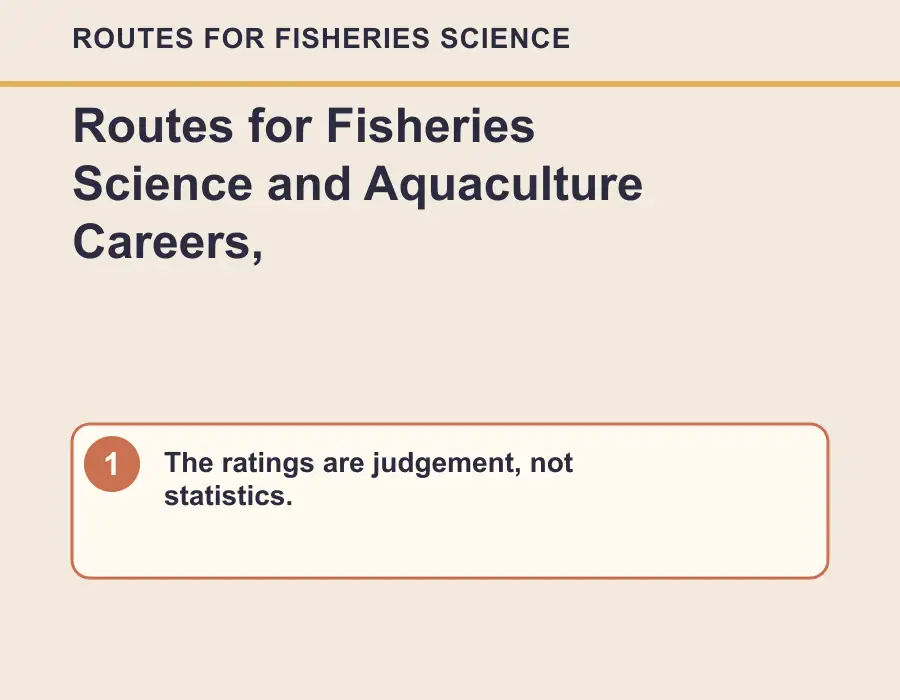 ROUTES FOR FISHERIES SCIENCE
Routes for Fisheries
Science and Aquaculture
Careers,
1
The ratings are judgement, not
statistics.